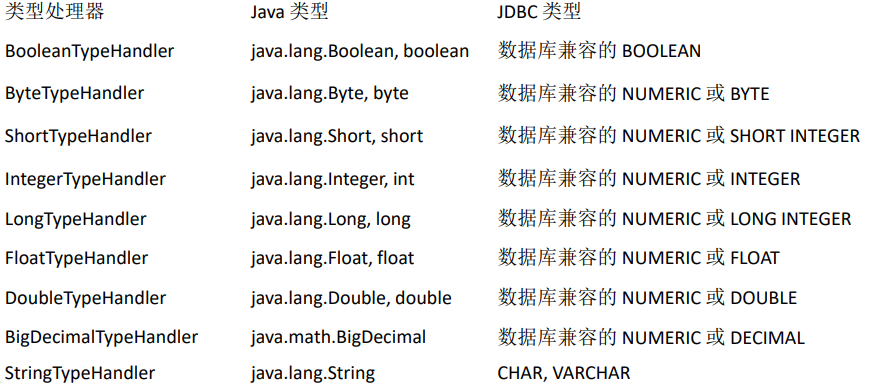 类型处理器 Java 类型 JDBC 类型
BooleanTypeHandler java.lang.Boolean, boolean 数据库兼容的 BOOLEAN
ByteTypeHandler java.lang.Byte, byte 数据库兼容的 NUMERIC 或 BYTE
ShortTypeHandler java.lang.Short, short 数据库兼容的 NUMERIC 或 SHORT INTEGER
IntegerTypeHandler java.lang.Integer, int 数据库兼容的 NUMERIC 或 INTEGER
LongTypeHandler java.lang.Long, long 数据库兼容的 NUMERIC 或 LONG INTEGER
FloatTypeHandler java.lang.Float, float 数据库兼容的 NUMERIC 或 FLOAT
DoubleTypeHandler java.lang.Double, double 数据库兼容的 NUMERIC 或 DOUBLE
BigDecimalTypeHandler java.math.BigDecimal 数据库兼容的 NUMERIC 或 DECIMAL
StringTypeHandler java.lang.String CHAR, VARCHAR